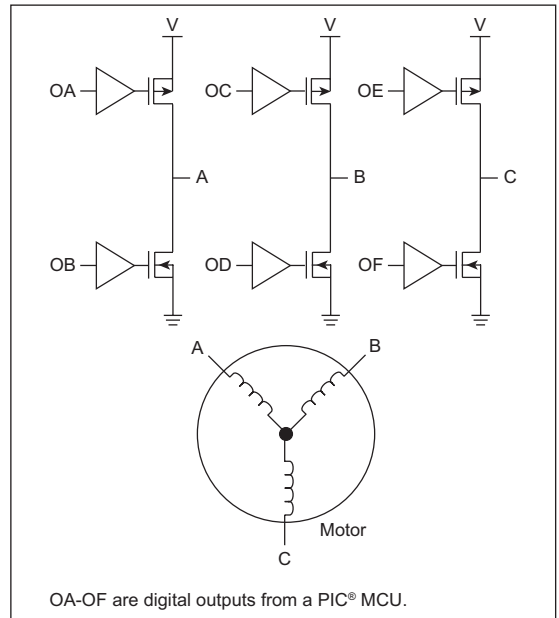 V V V
OA OC OE
A B C
OB OD OF
A B
Motor
C
OA-OF are digital outputs from a PIC® MCU.